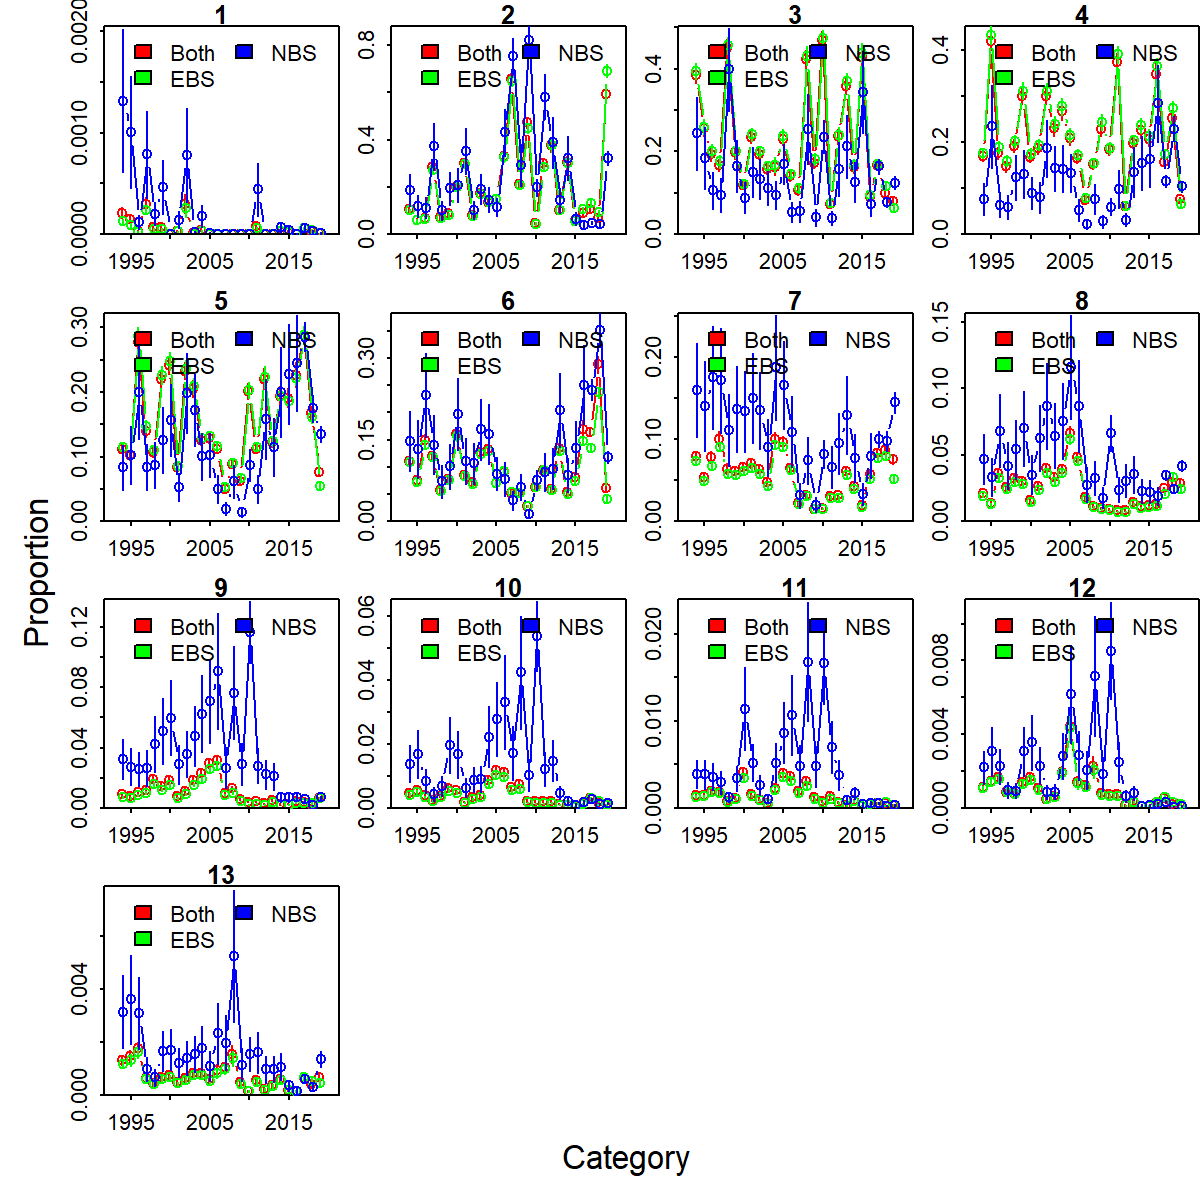 1 2 3 4
Both NBS Both NBS Both NBS Both NBS
EBS EBS EBS EBS
0.0000 0.0010 0.0020 0.0 0.4 0.8 0.0 0.2 0.4 0.0 0.2 0.4
1995 2005 2015 1995 2005 2015 1995 2005 2015 1995 2005 2015
5 6 7 8
Both NBS Both NBS Both NBS Both NBS
EBS EBS EBS EBS
0.00 0.10 0.20 0.30 0.00 0.15 0.30 0.00 0.10 0.20 0.00 0.05 0.10 0.15
1995 2005 2015 1995 2005 2015 1995 2005 2015 1995 2005 2015
Proportion
9 10 11 12
Both NBS Both NBS Both NBS Both NBS
EBS EBS EBS EBS
0.00 0.04 0.08 0.12 0.00 0.02 0.04 0.06 0.000 0.010 0.020 0.000 0.004 0.008
1995 2005 2015 1995 2005 2015 1995 2005 2015 1995 2005 2015
13
Both NBS
EBS
0.000 0.004
1995 2005 2015
Category